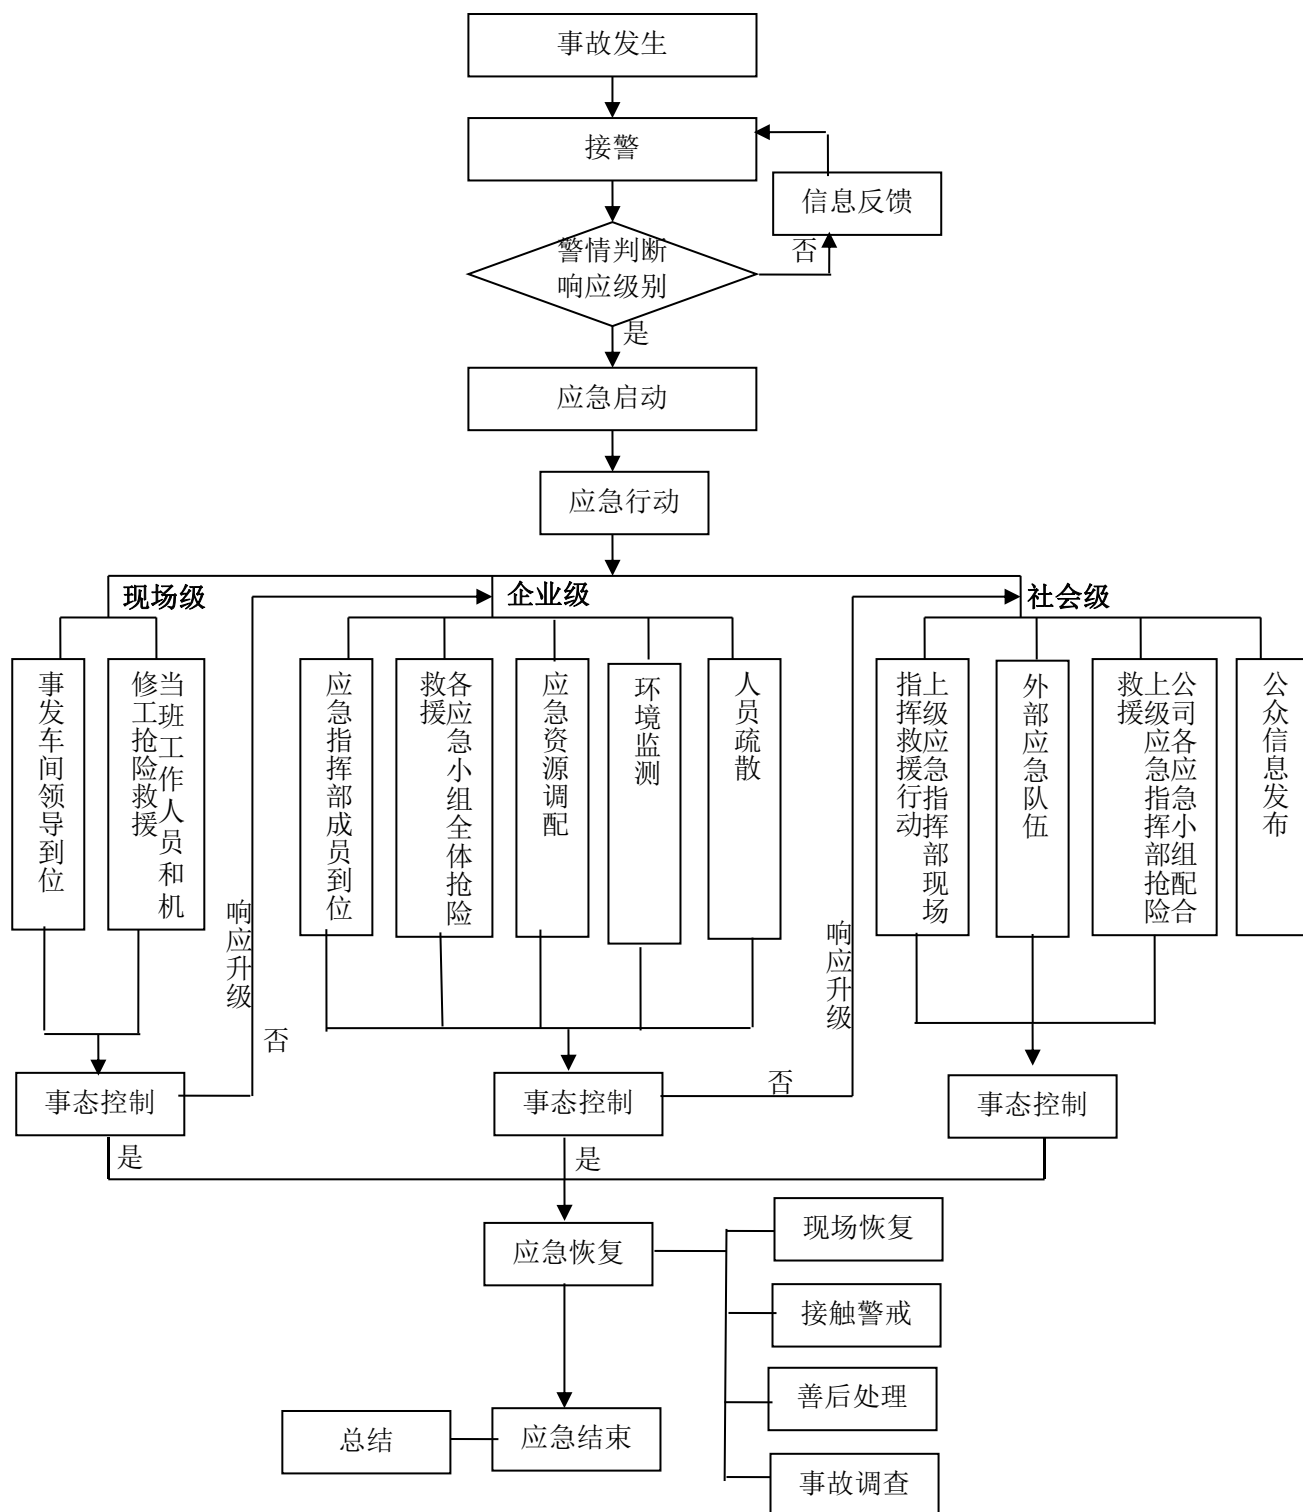 事故发生
接警
信息反馈
警情判断
响应级别
否
是
应急启动
应急行动
现场级
企业级
社会级
事发车间领导到位
当班工作人员和机
修工抢险救援
应急指挥部成员到位
各应急小组全体抢险
救援
应急资源调配
环境监测
人员疏散
上级应急指挥部现场
指挥救援行动
外部应急队伍
公司各应急小组配合
上级应急指挥部抢险
救援
公众信息发布
响应升级
否
响应升级
否
事态控制
事态控制
事态控制
是
是
应急恢复
现场恢复
接触警戒
善后处理
事故调查
应急结束
总结